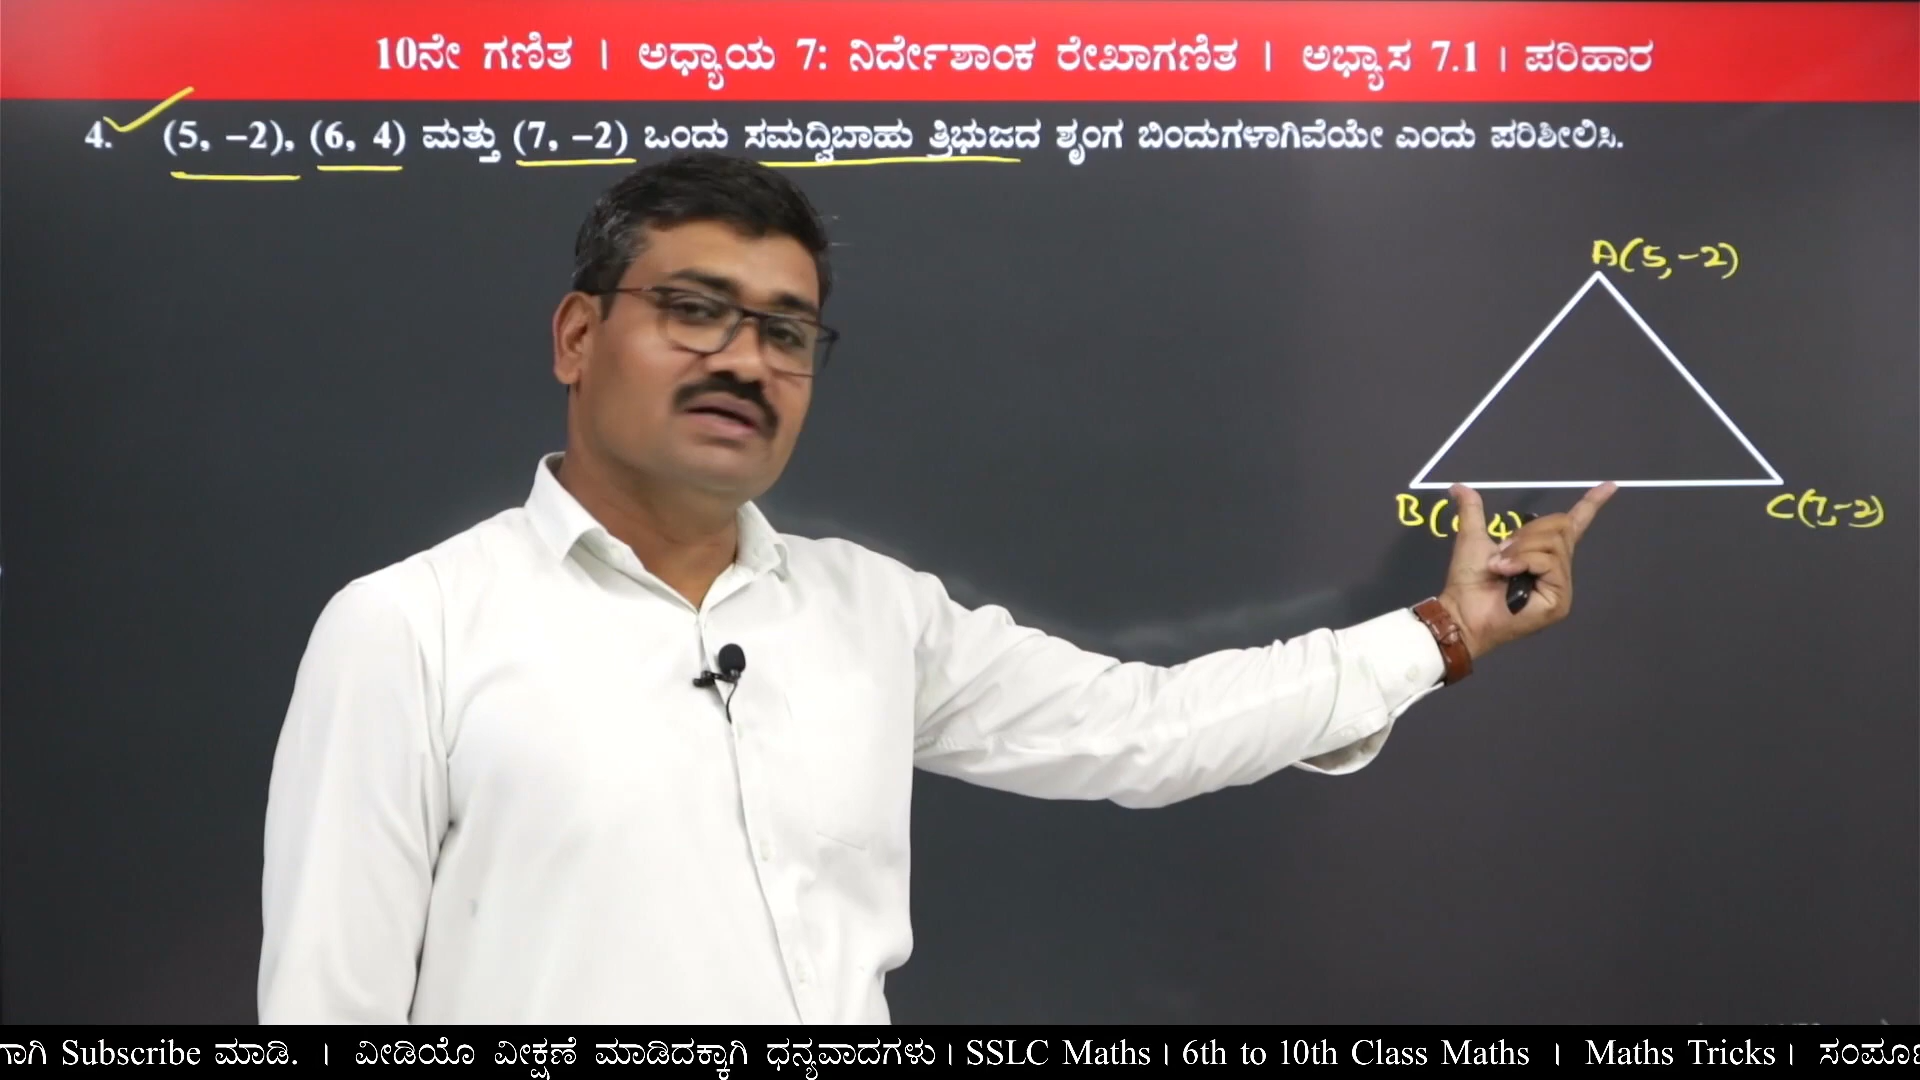 10ನೇ ಗಣಿತ । ಅಧ್ಯಾಯ 7: ನಿರ್ದೇಶಾಂಕ ರೇಖಾಗಣಿತ । ಅಭ್ಯಾಸ 7.1 । ಪರಿಹಾರ
4. (5, −2), (6, 4) ಮತ್ತು (7, −2) ಒಂದು ಸಮದ್ವಿಬಾಹು ತ್ರಿಭುಜದ ಶೃಂಗ ಬಿಂದುಗಳಾಗಿವೆಯೇ ಎಂದು ಪರಿಶೀಲಿಸಿ.
A(5,-2)
B( 4)
C(7,-2)
Subscribe ಮಾಡಿ. । ವೀಡಿಯೊ ವೀಕ್ಷಣೆ ಮಾಡಿದಕ್ಕಾಗಿ ಧನ್ಯವಾದಗಳು । SSLC Maths । 6th to 10th Class Maths । Maths Tricks ।